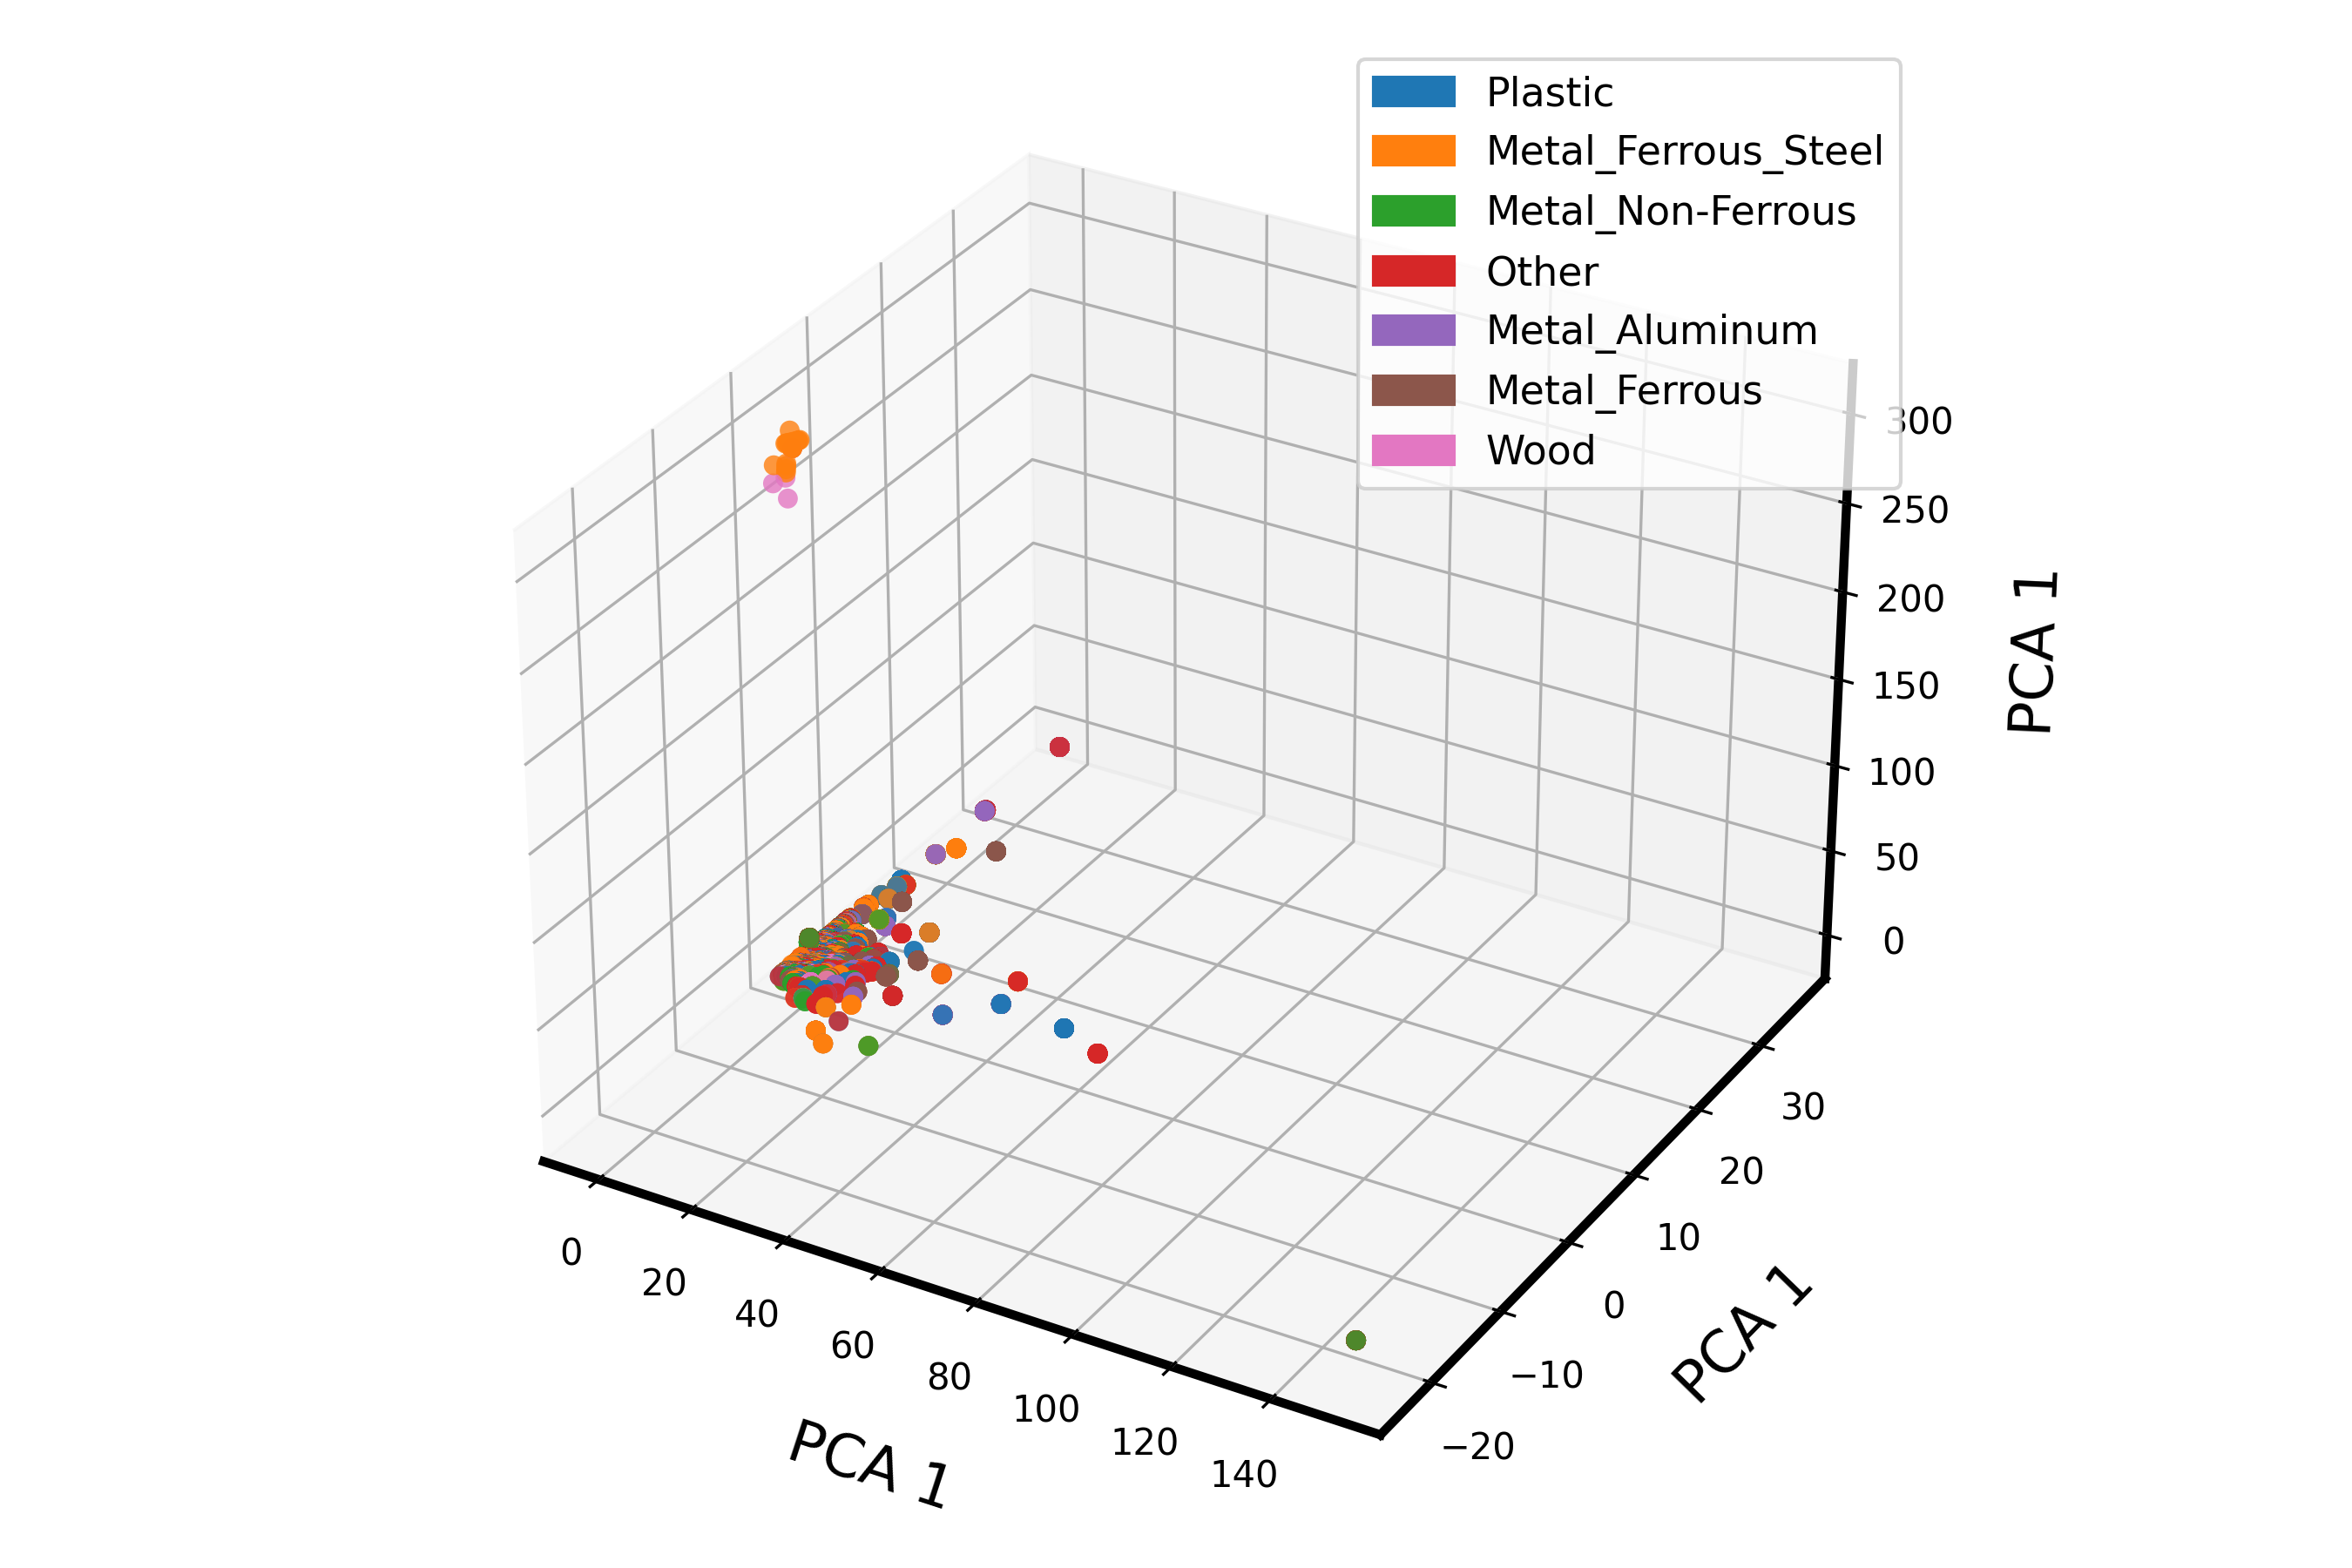 Plastic
Metal_Ferrous_Steel
Metal_Non-Ferrous
Other
Metal_Aluminum
Metal_Ferrous
Wood
300
250
200
150
100
50
0
PCA 1
30
20
10
0
−10
−20
PCA 1
0
20
40
60
80
100
120
140
PCA 1